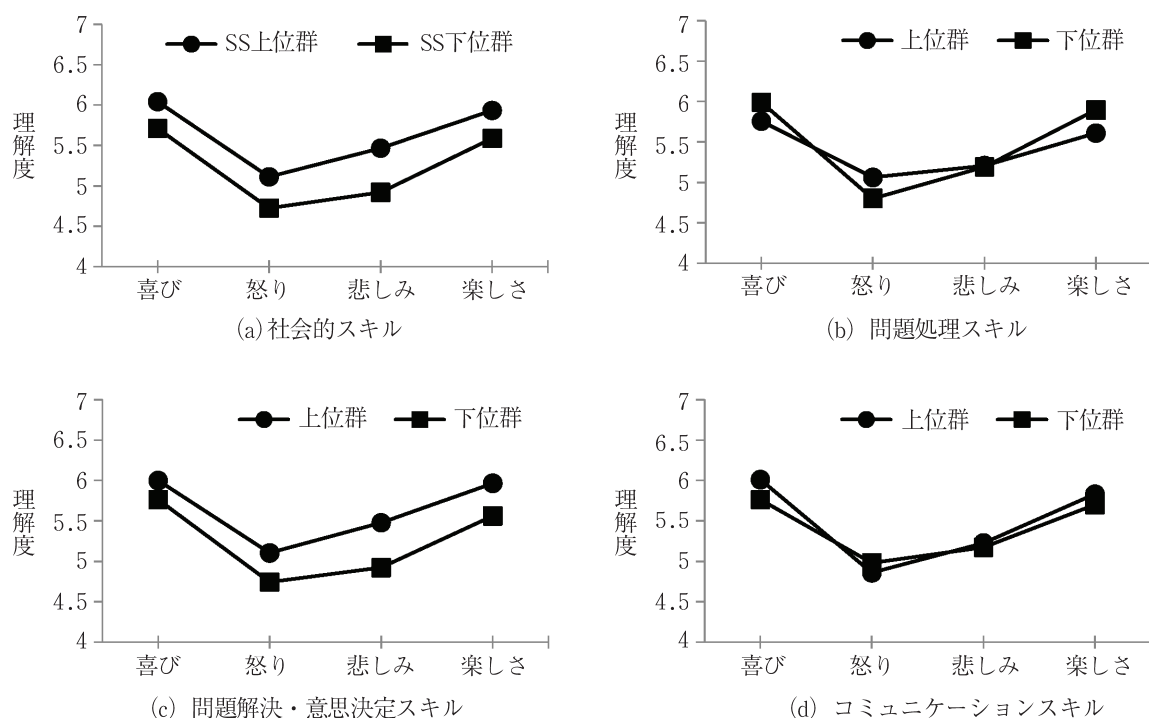 7
6.5
6
5.5
5
4.5
4
理解度
SS上位群 SS下位群
喜び 怒り 悲しみ 楽しさ
(a)社会的スキル
7
6.5
6
5.5
5
4.5
4
理解度
上位群 下位群
喜び 怒り 悲しみ 楽しさ
(b) 問題処理スキル
7
6.5
6
5.5
5
4.5
4
理解度
上位群 下位群
喜び 怒り 悲しみ 楽しさ
(c) 問題解決・意思決定スキル
7
6.5
6
5.5
5
4.5
4
理解度
上位群 下位群
喜び 怒り 悲しみ 楽しさ
(d) コミュニケーションスキル